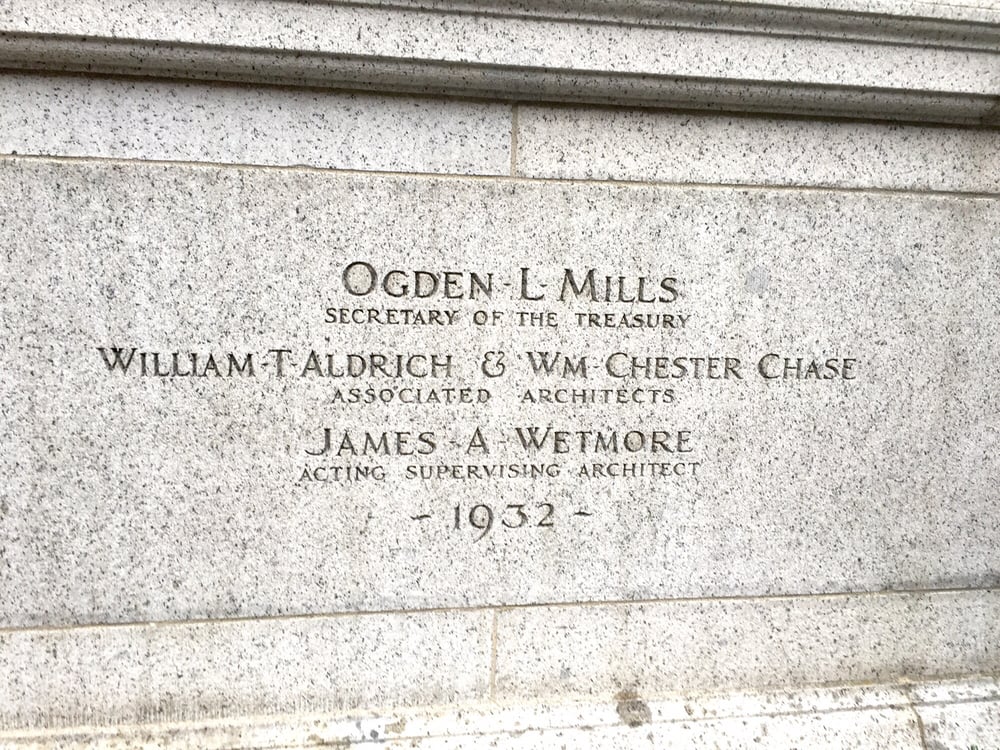 OGDEN·L·MILLS
SECRETARY OF THE TREASURY
WILLIAM·T·ALDRICH & WM·CHESTER CHASE
ASSOCIATED ARCHITECTS
JAMES·A·WETMORE
ACTING SUPERVISING ARCHITECT
- 1932 -